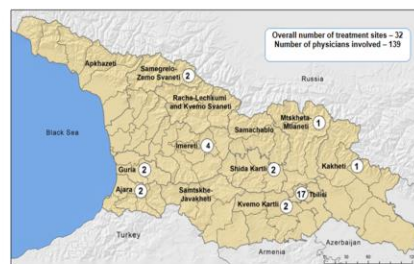 Overall number of treatment sites – 32
Number of physicians involved – 139
Russia
Apkhazeti
Samegrelo-
Zemo Svaneti
2
Racha-Lechkumi
and Kvemo Svaneti
Mtskheta-
Mtianeti
1
Samachablo
Black Sea
Imereti
4
Guria
2
Shida Kartli
2
Kakheti
1
Ajara
2
Samtskhe-
Javakheti
17
Tbilisi
Kvemo Kartli
2
Turkey
Armenia
Azerbaijan